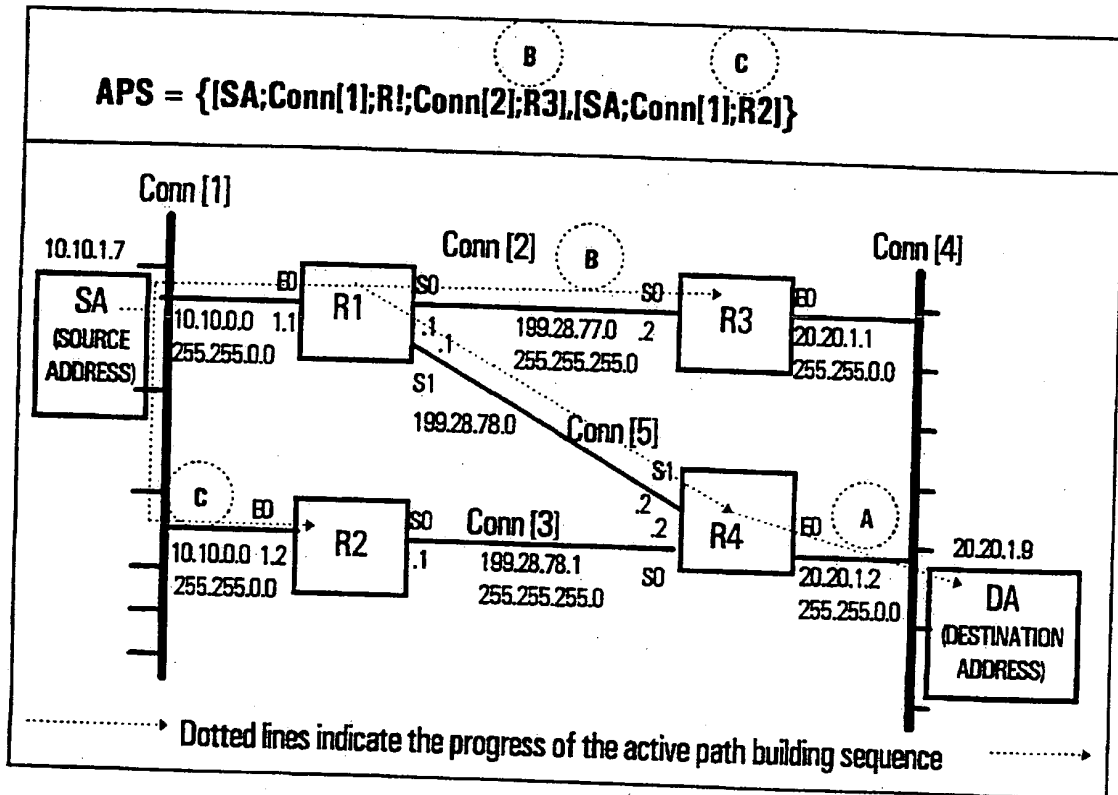 B
C
APS = {[SA;Conn[1];R!;Conn[2];R3],[SA;Conn[1];R2]}
Conn [1]
10.10.1.7
SA
(SOURCE
ADDRESS)
E0
R1
S0
10.10.0.0 1.1
255.255.0.0
.1
.1
S1
199.28.78.0
Conn [2]
B
S0
199.28.77.0 .2
255.255.255.0
R3
E0
20.20.1.1
255.255.0.0
Conn [4]
Conn [5]
S1
.2
.2
C
E0
10.10.0.0 1.2
255.255.0.0
R2
S0
.1
Conn [3]
199.28.78.1
255.255.255.0
S0
R4
E0
A
20.20.1.2
255.255.0.0
20.20.1.9
DA
(DESTINATION
ADDRESS)
Dotted lines indicate the progress of the active path building sequence